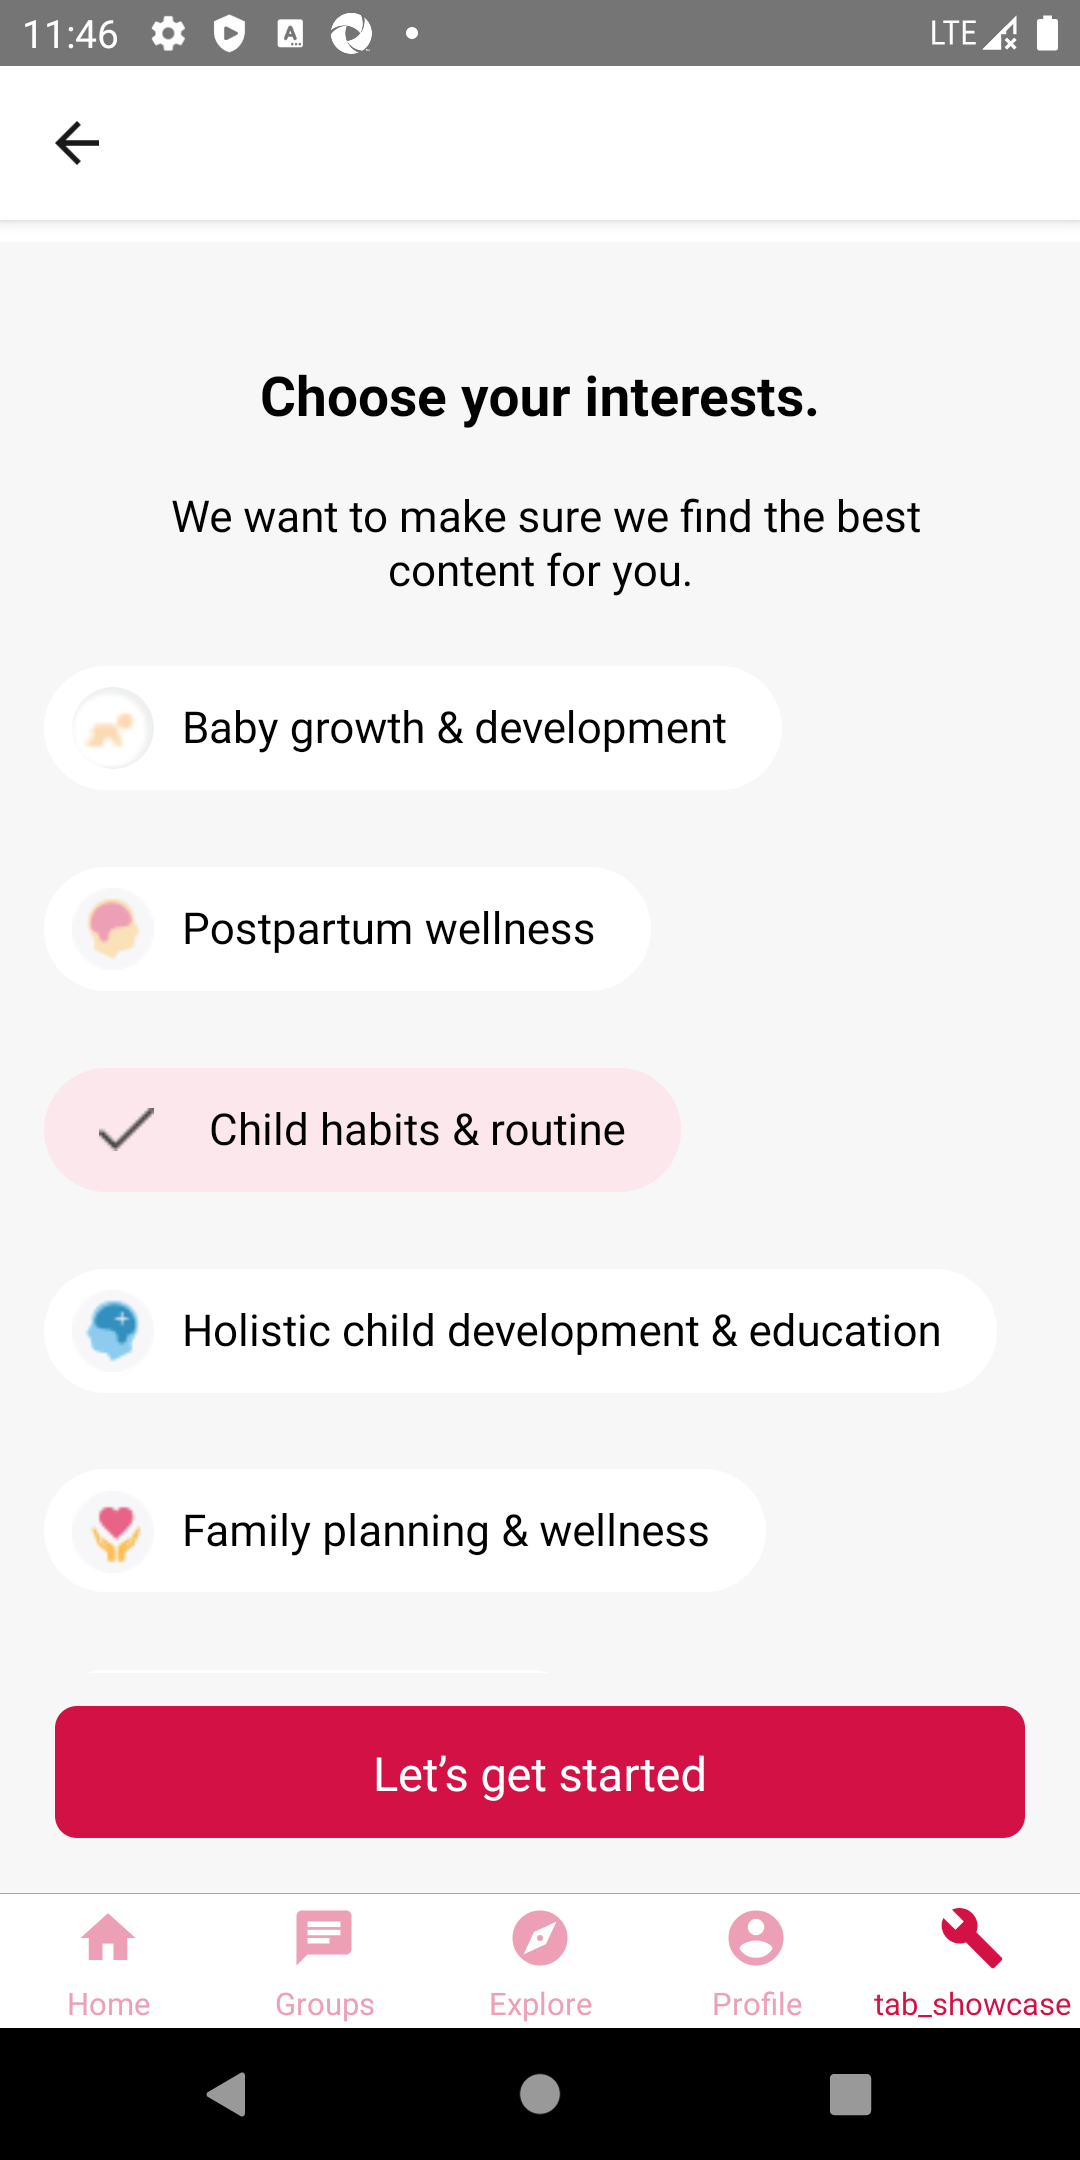 11:46
LTE
Choose your interests.
We want to make sure we find the best
content for you.
Baby growth & development
Postpartum wellness
Child habits & routine
Holistic child development & education
Family planning & wellness
Let’s get started
Home
Groups
Explore
Profile
tab_showcase